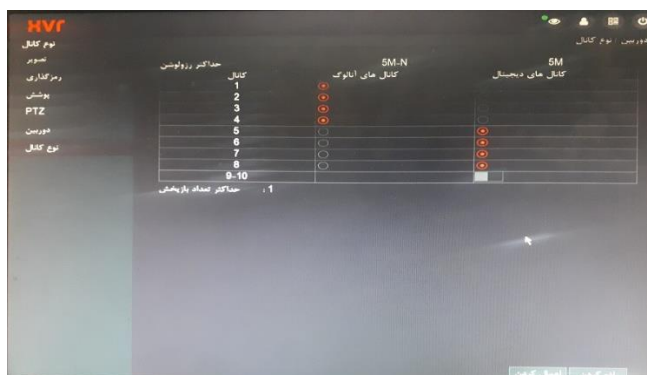 HVR
دوربین نوع کانال
نوع کانال
تصویر
رمزگذاری
پوشش
PTZ
دوربین
نوع کانال
حداکثر رزولوشن 5M-N 5M
کانال کانال های آنالوگ کانال های دیجیتال
1
2
3
4
5
6
7
8
9-10
حداکثر تعداد بازپخش : 1